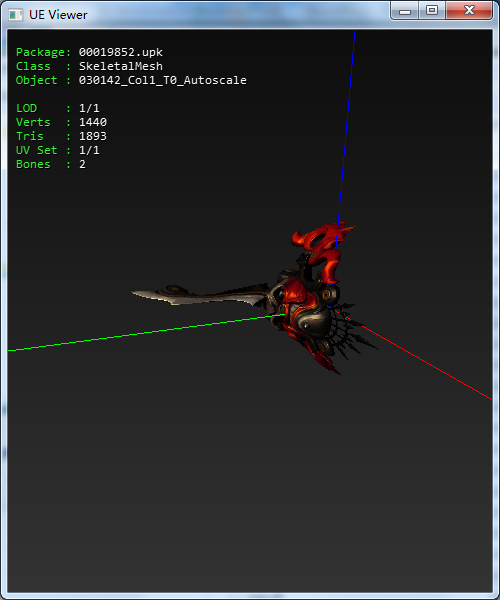 UE Viewer
Package: 00019852.upk
Class : SkeletalMesh
Object : 030142_Col1_T0_Autoscale
LOD : 1/1
Verts : 1440
Tris : 1893
UV Set : 1/1
Bones : 2